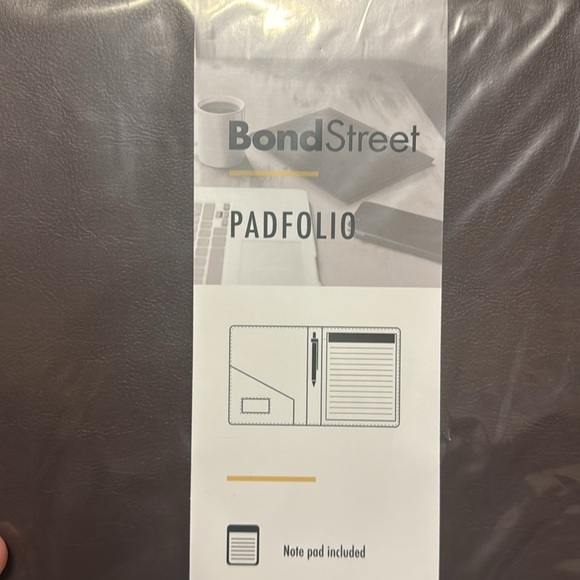 BondStreet
PADFOLIO
Note pad included